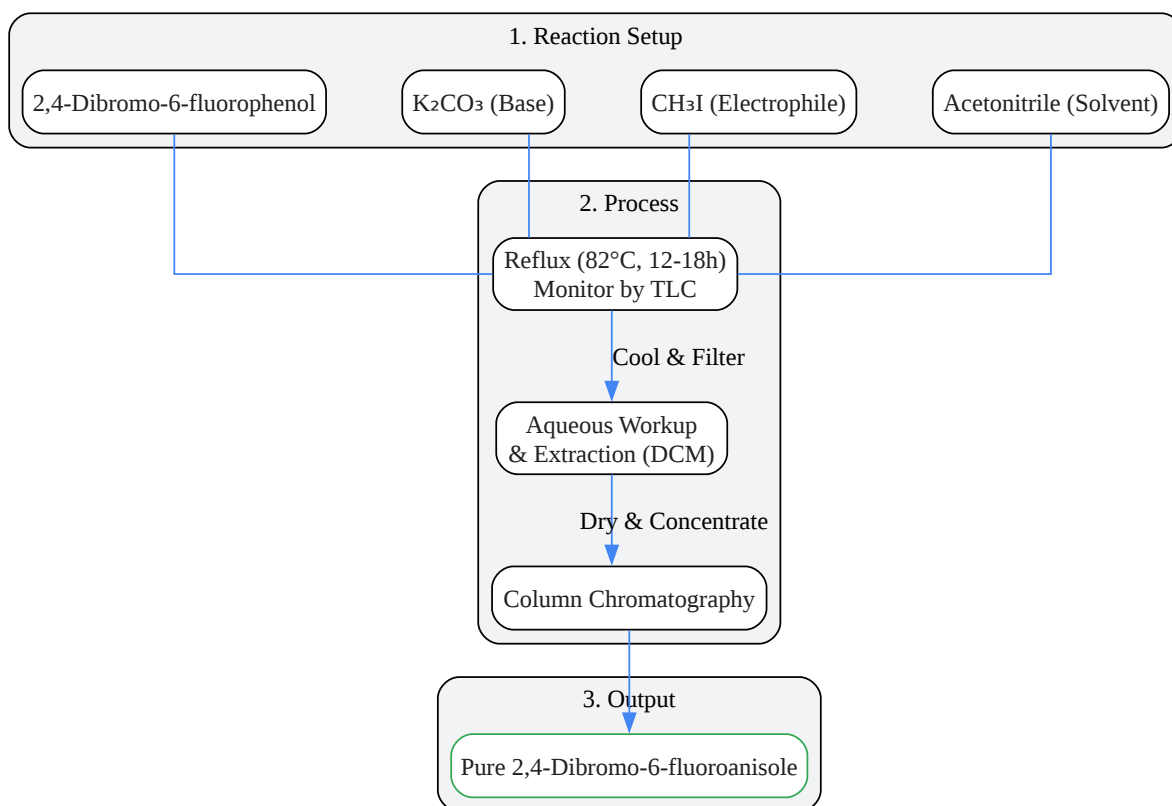 1. Reaction Setup
2,4-Dibromo-6-fluorophenol
K₂CO₃ (Base)
CH₃I (Electrophile)
Acetonitrile (Solvent)
2. Process
Reflux (82°C, 12-18h)
Monitor by TLC
Cool & Filter
Aqueous Workup
& Extraction (DCM)
Dry & Concentrate
Column Chromatography
3. Output
Pure 2,4-Dibromo-6-fluoroanisole